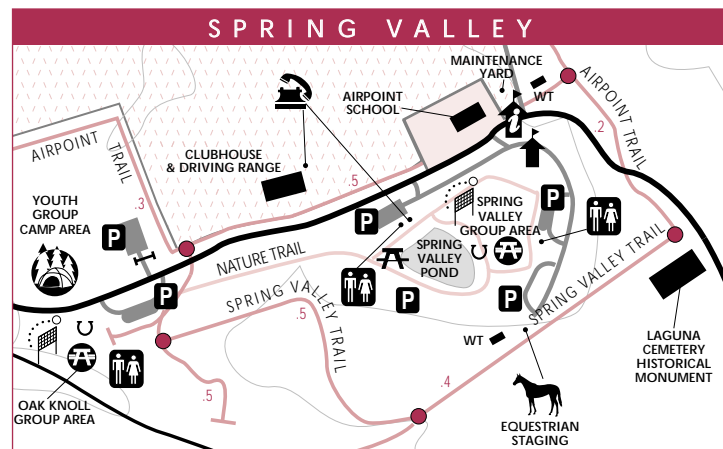 SPRING VALLEY
MAINTENANCE
YARD
WT
AIRPOINT
SCHOOL
AIRPOINT TRAIL
.2
AIRPOINT
TRAIL
CLUBHOUSE
& DRIVING RANGE
.5
.3
YOUTH
GROUP
CAMP AREA
P
P
P
SPRING
VALLEY
GROUP AREA
P
NATURE TRAIL
SPRING
VALLEY
POND
P
P
SPRING VALLEY TRAIL
SPRING VALLEY TRAIL
.5
WT
LAGUNA
CEMETERY
HISTORICAL
MONUMENT
.4
.5
OAK KNOLL
GROUP AREA
EQUESTRIAN
STAGING